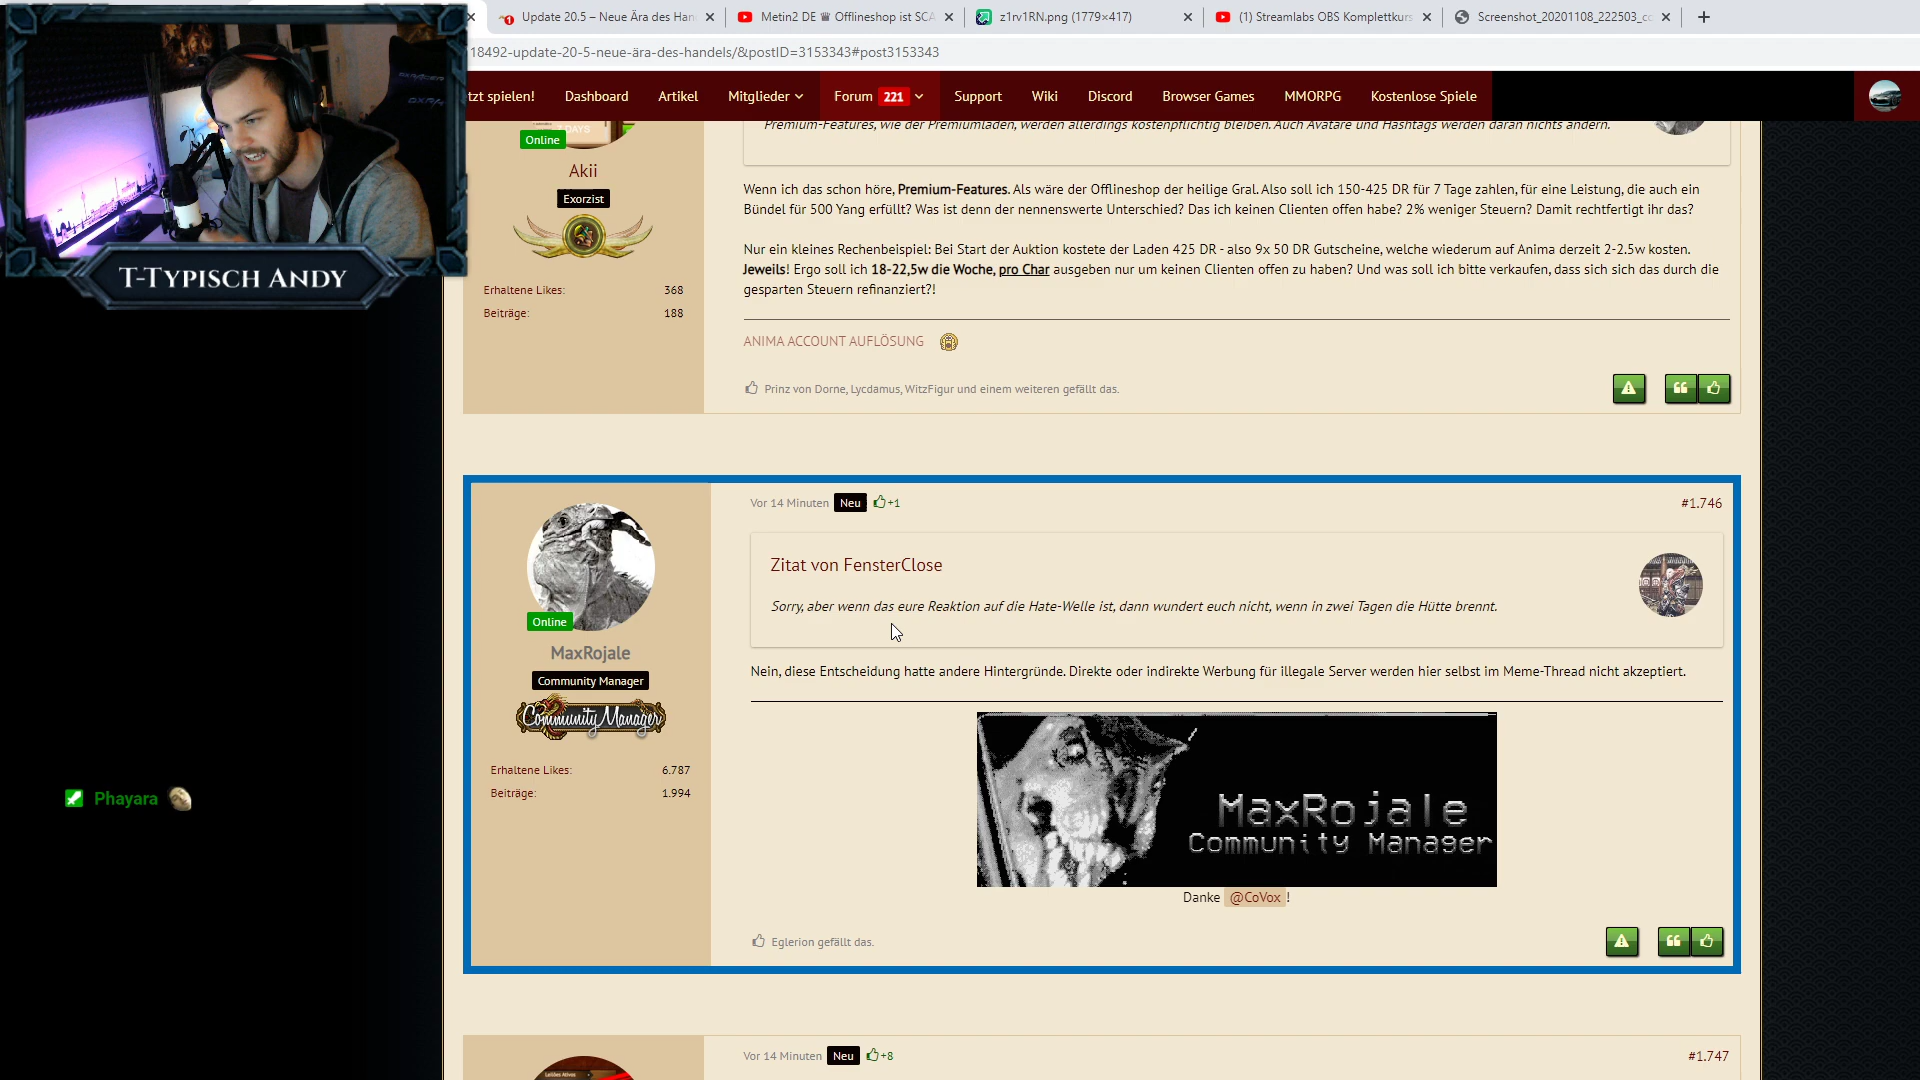 Update 20.5 – Neue Ära des Han
Metin2 DE ♛ Offlineshop ist SCA
z1rv1RN.png (1779×417)
(1) Streamlabs OBS Komplettkurs
Screenshot_20201108_222503_cc
18492-update-20-5-neue-ära-des-handels/&postID=3153343#post3153343
tzt spielen!
Dashboard
Artikel
Mitglieder
Forum 221
Support
Wiki
Discord
Browser Games
MMORPG
Kostenlose Spiele
T-Typisch Andy
Premium-Features, wie der Premiumladen, werden allerdings kostenpflichtig bleiben. Auch Avatare und Hashtags werden daran nichts ändern.
DAYS
Online
Akii
Exorzist
Erhaltene Likes: 368
Beiträge: 188
Wenn ich das schon höre, Premium-Features. Als wäre der Offlineshop der heilige Gral. Also soll ich 150-425 DR für 7 Tage zahlen, für eine Leistung, die auch ein
Bündel für 500 Yang erfüllt? Was ist denn der nennenswerte Unterschied? Das ich keinen Clienten offen habe? 2% weniger Steuern? Damit rechtfertigt ihr das?
Nur ein kleines Rechenbeispiel: Bei Start der Auktion kostete der Laden 425 DR - also 9x 50 DR Gutscheine, welche wiederum auf Anima derzeit 2-2.5w kosten.
Jeweils! Ergo soll ich 18-22,5w die Woche, pro Char ausgeben nur um keinen Clienten offen zu haben? Und was soll ich bitte verkaufen, dass sich sich das durch die
gesparten Steuern refinanziert?!
ANIMA ACCOUNT AUFLÖSUNG
Prinz von Dorne, Lycdamus, WitzFigur und einem weiteren gefällt das.
Vor 14 Minuten Neu +1
#1.746
Zitat von FensterClose
Sorry, aber wenn das eure Reaktion auf die Hate-Welle ist, dann wundert euch nicht, wenn in zwei Tagen die Hütte brennt.
Online
MaxRojale
Community Manager
Community Manager
Erhaltene Likes: 6.787
Beiträge: 1.994
Nein, diese Entscheidung hatte andere Hintergründe. Direkte oder indirekte Werbung für illegale Server werden hier selbst im Meme-Thread nicht akzeptiert.
MaxRojale
Community Manager
Danke @CoVox !
Eglerion gefällt das.
Phayara
Vor 14 Minuten Neu +8
#1.747